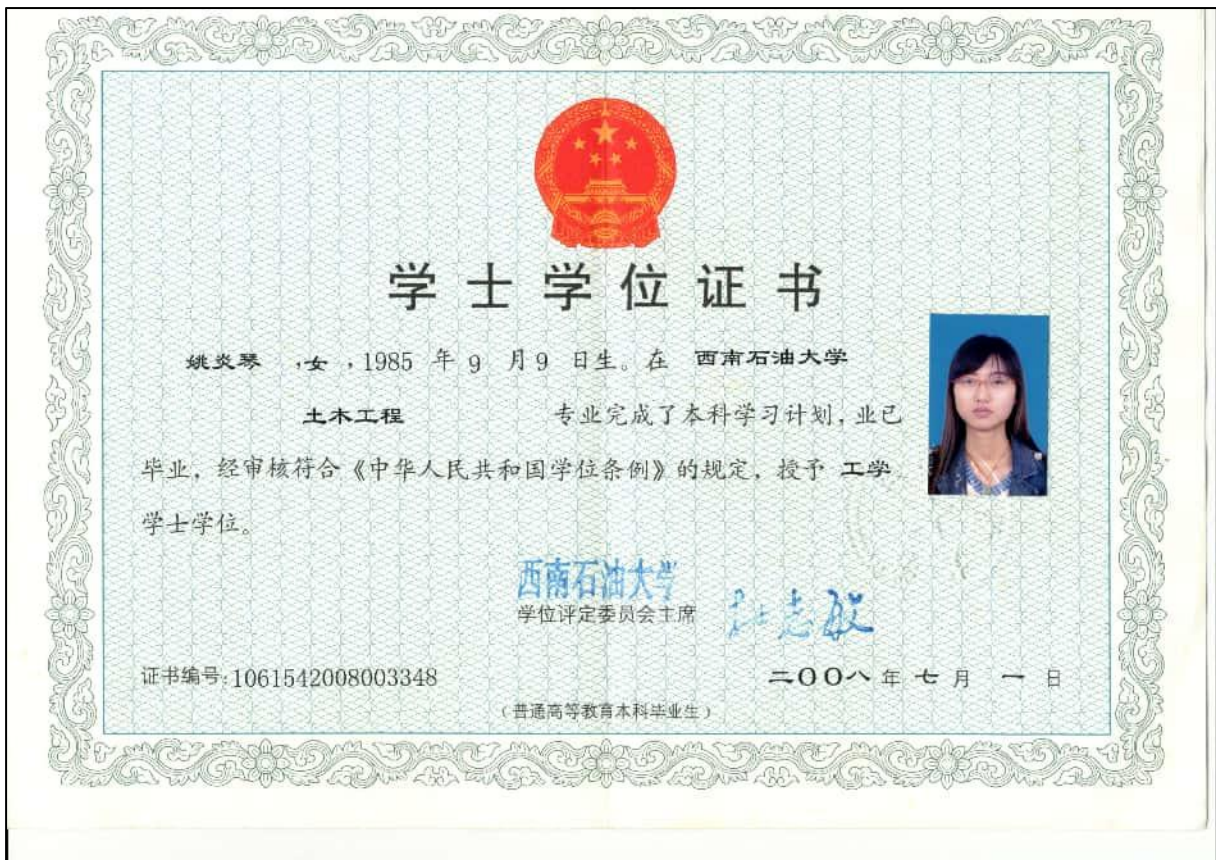 学士学位证书
姚炎琴 ,女 ,1985 年 9 月 9 日生。在 西南石油大学
土木工程 专业完成了本科学习计划,业已
毕业,经审核符合《中华人民共和国学位条例》的规定,授予 工学
学士学位。
西南石油大学
学位评定委员会主席 杜志敏
证书编号:1061542008003348 二〇〇八 年 七 月 一 日
(普通高等教育本科毕业生)